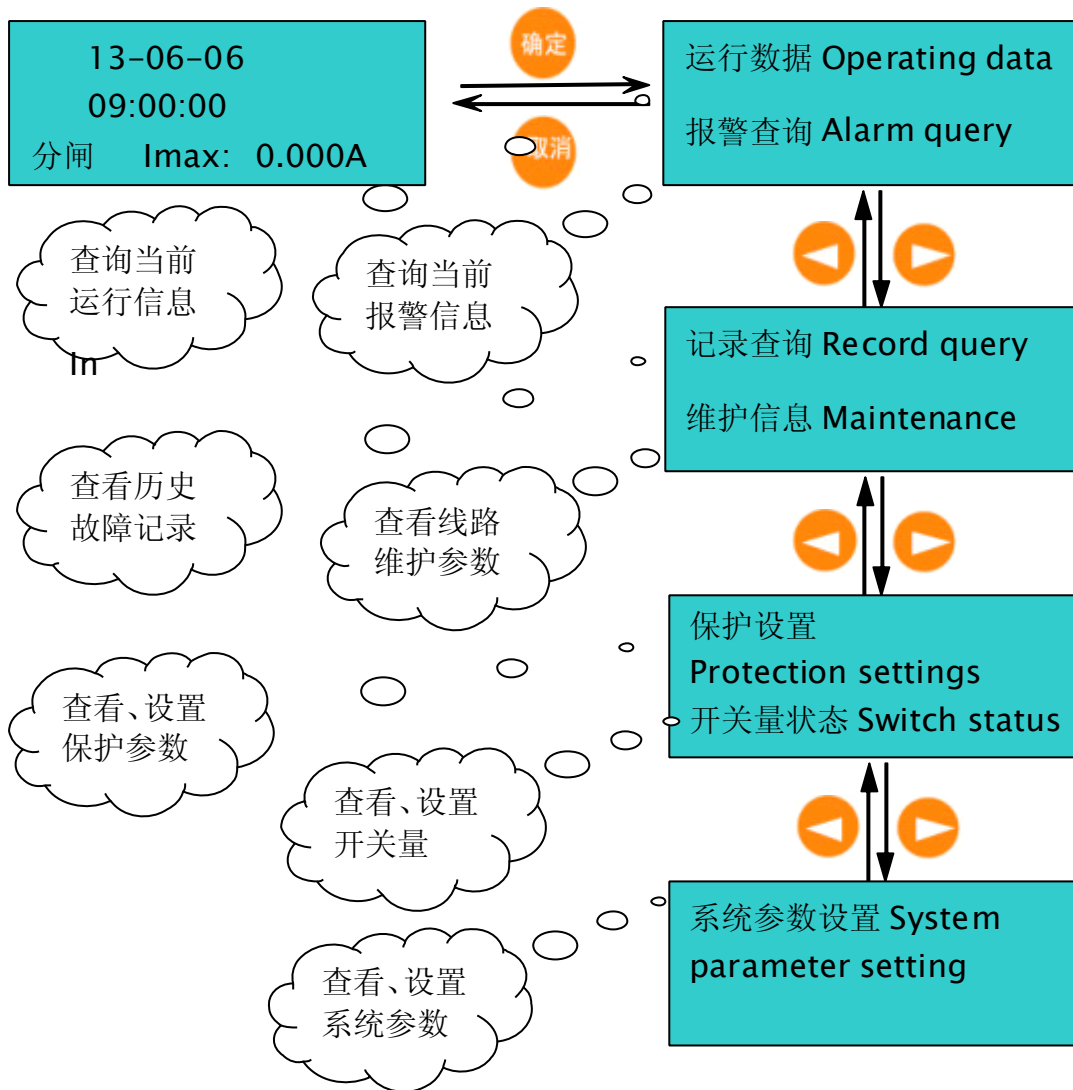 13-06-06
09:00:00
分闸 Imax: 0.000A
确定
取消
运行数据 Operating data
报警查询 Alarm query
查询当前
运行信息
In
查询当前
报警信息
记录查询 Record query
维护信息 Maintenance
查看历史
故障记录
查看线路
维护参数
保护设置
Protection settings
开关量状态 Switch status
查看、设置
保护参数
查看、设置
开关量
系统参数设置 System
parameter setting
查看、设置
系统参数